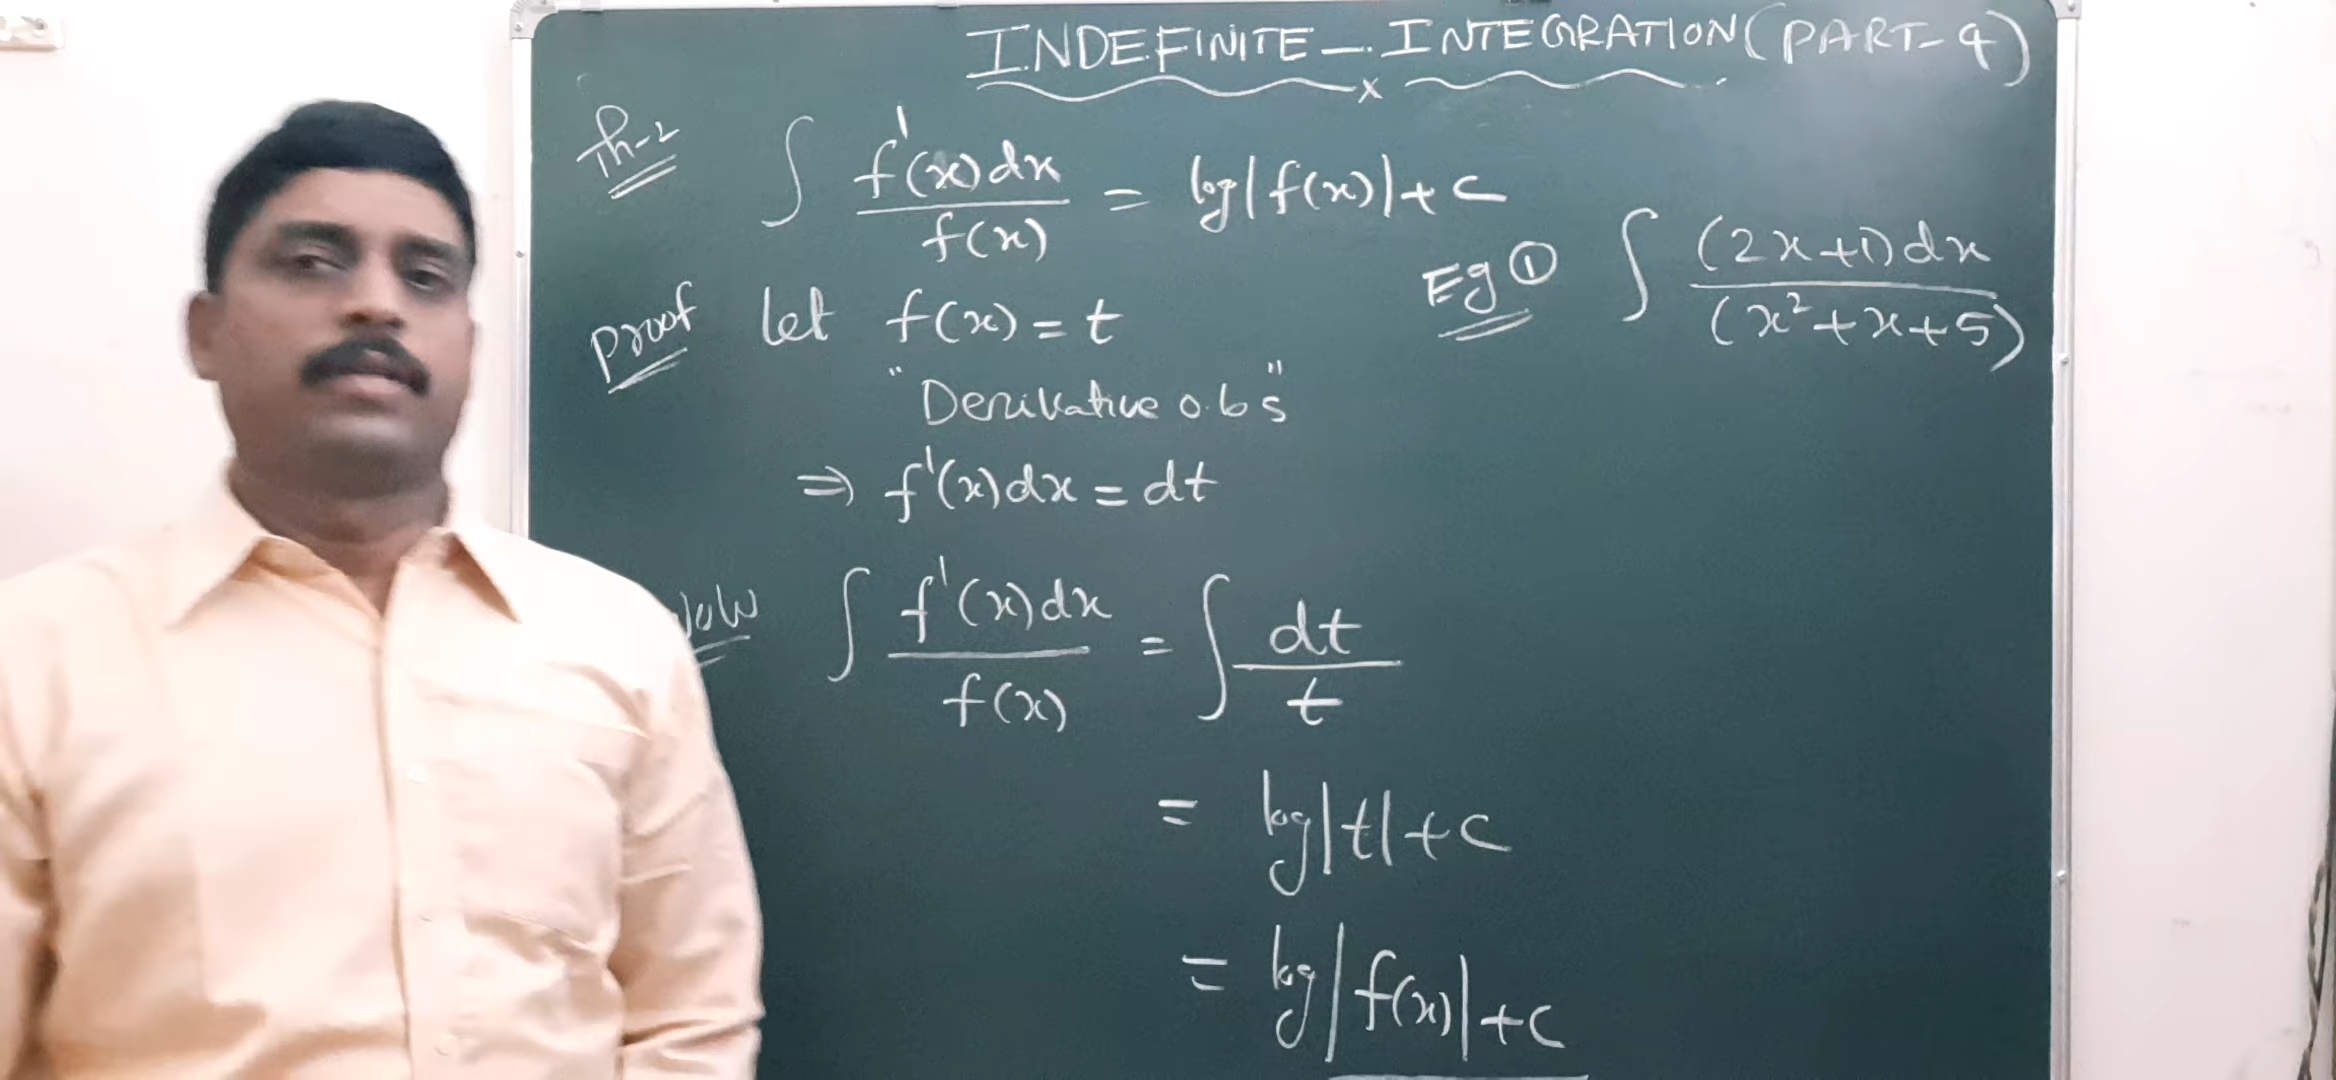 INDEFINITE - INTEGRATION (PART-4)
x
Th-2 ∫ f'(x)dx / f(x) = log|f(x)| + c
Eg ① ∫ (2x+1)dx / (x²+x+5)
Proof let f(x) = t
"Derivative o.b s"
⇒ f'(x)dx = dt
Now ∫ f'(x)dx / f(x) = ∫ dt / t
= log|t| + c
= log|f(x)| + c